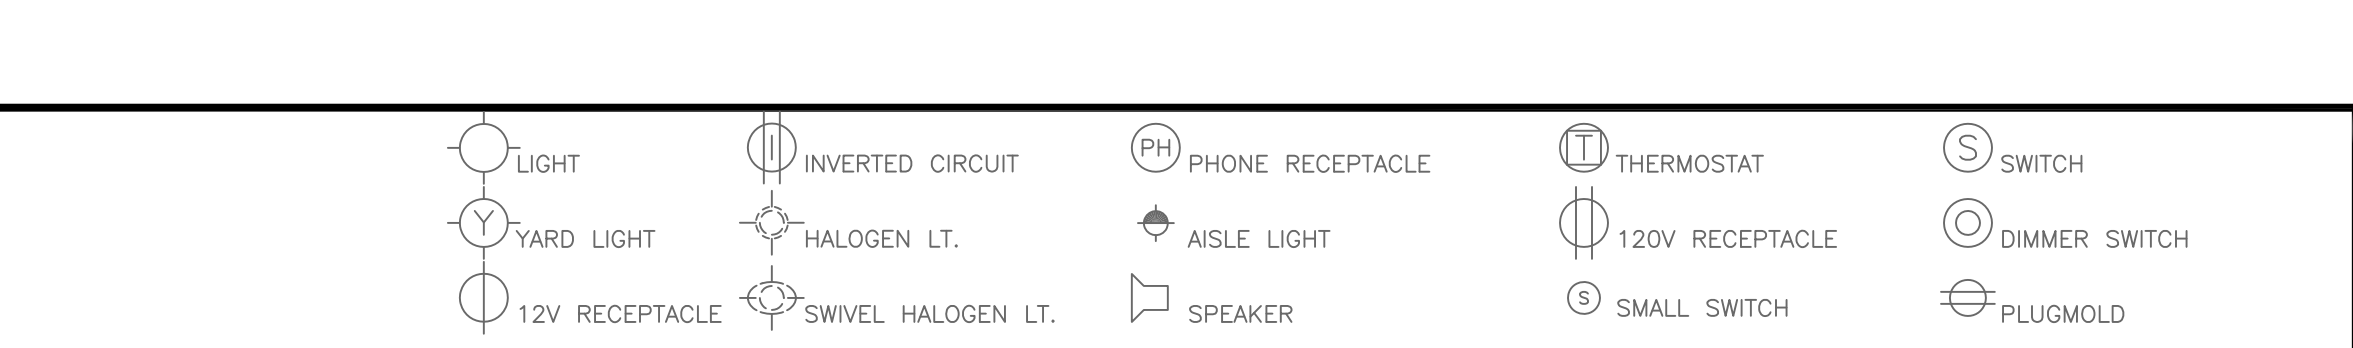 LIGHT
INVERTED CIRCUIT
PH PHONE RECEPTACLE
T THERMOSTAT
S SWITCH
Y YARD LIGHT
HALOGEN LT.
AISLE LIGHT
120V RECEPTACLE
DIMMER SWITCH
12V RECEPTACLE
SWIVEL HALOGEN LT.
SPEAKER
S SMALL SWITCH
PLUGMOLD